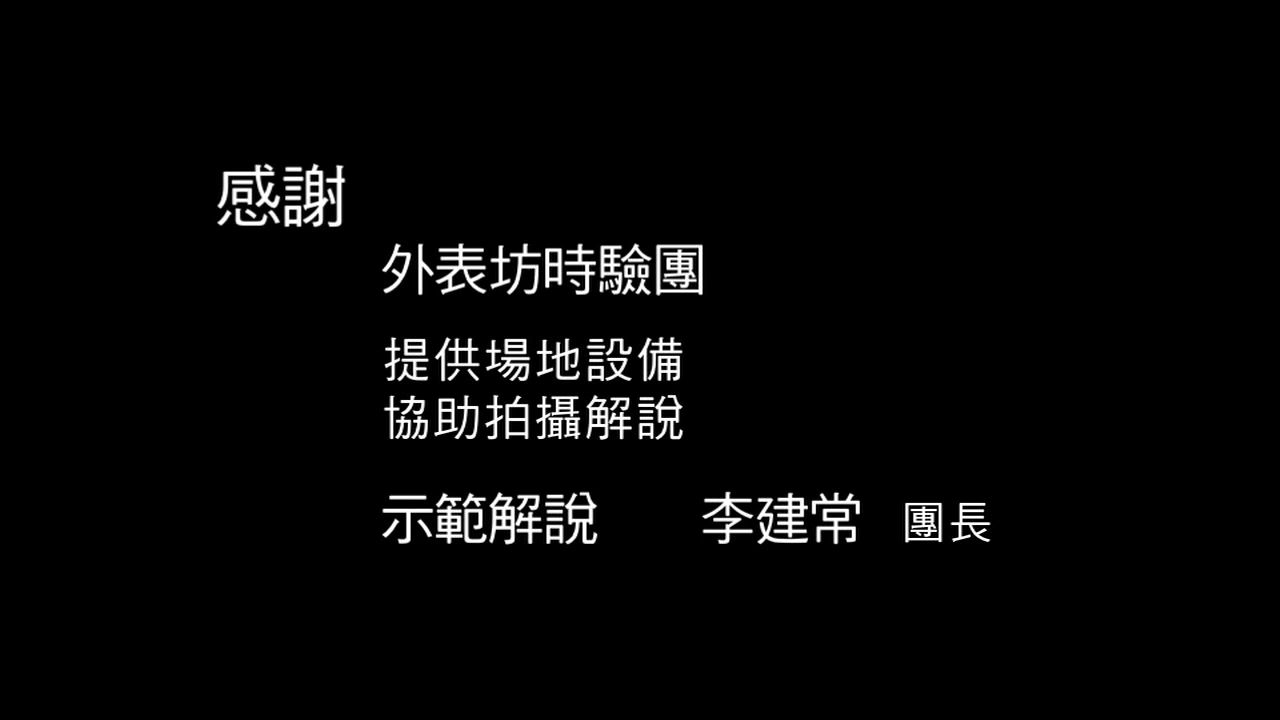 感謝
外表坊時驗團
提供場地設備
協助拍攝解說
示範解說 李建常 團長